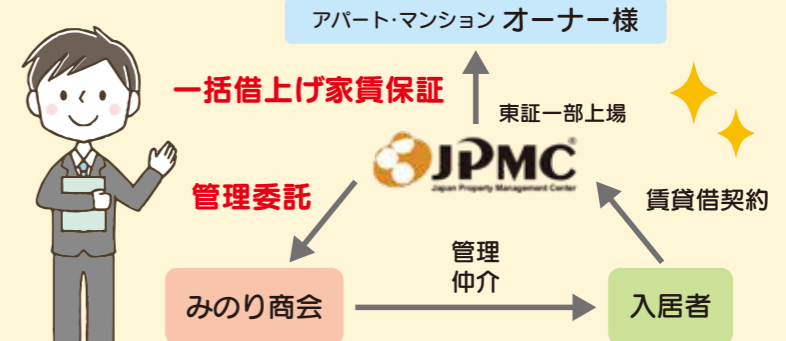 アパート・マンション オーナー様
一括借上げ家賃保証
東証一部上場
JPMC®
Japan Property Management Center
管理委託
賃貸借契約
管理
仲介
みのり商会
入居者